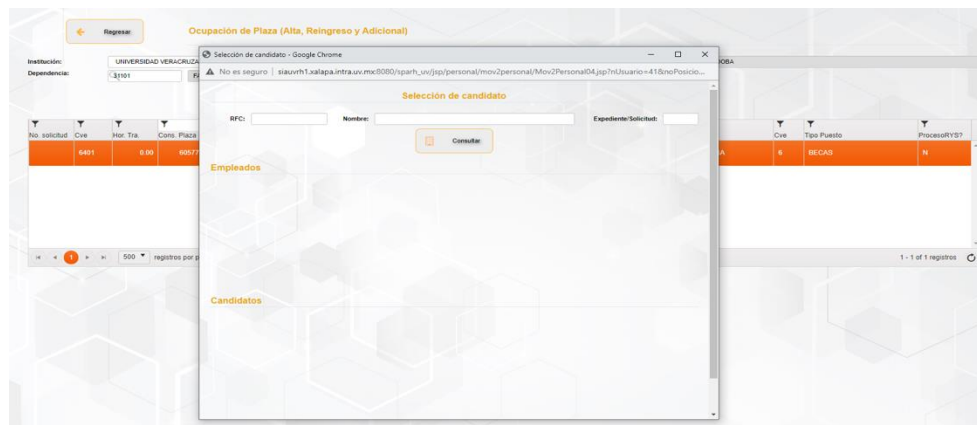 Regresar
Ocupación de Plaza (Alta, Reingreso y Adicional)
Institución: UNIVERSIDAD VERACRUZA
Dependencia: 31101
Selección de candidato - Google Chrome
No es seguro | siauvrh1.xalapa.intra.uv.mx:8080/sparh_uv/jsp/personal/mov2personal/Mov2Personal04.jsp?nUsuario=41&noPosicio...
Selección de candidato
RFC: Nombre: Expediente/Solicitud:
Consultar
Empleados
Candidatos
No. solicitud Cve Hor. Tra. Cons. Plaza Cve Tipo Puesto ProcesoRYS?
6401 0.00 60577 6 BECAS N
1 500 registros por p 1 - 1 of 1 registros